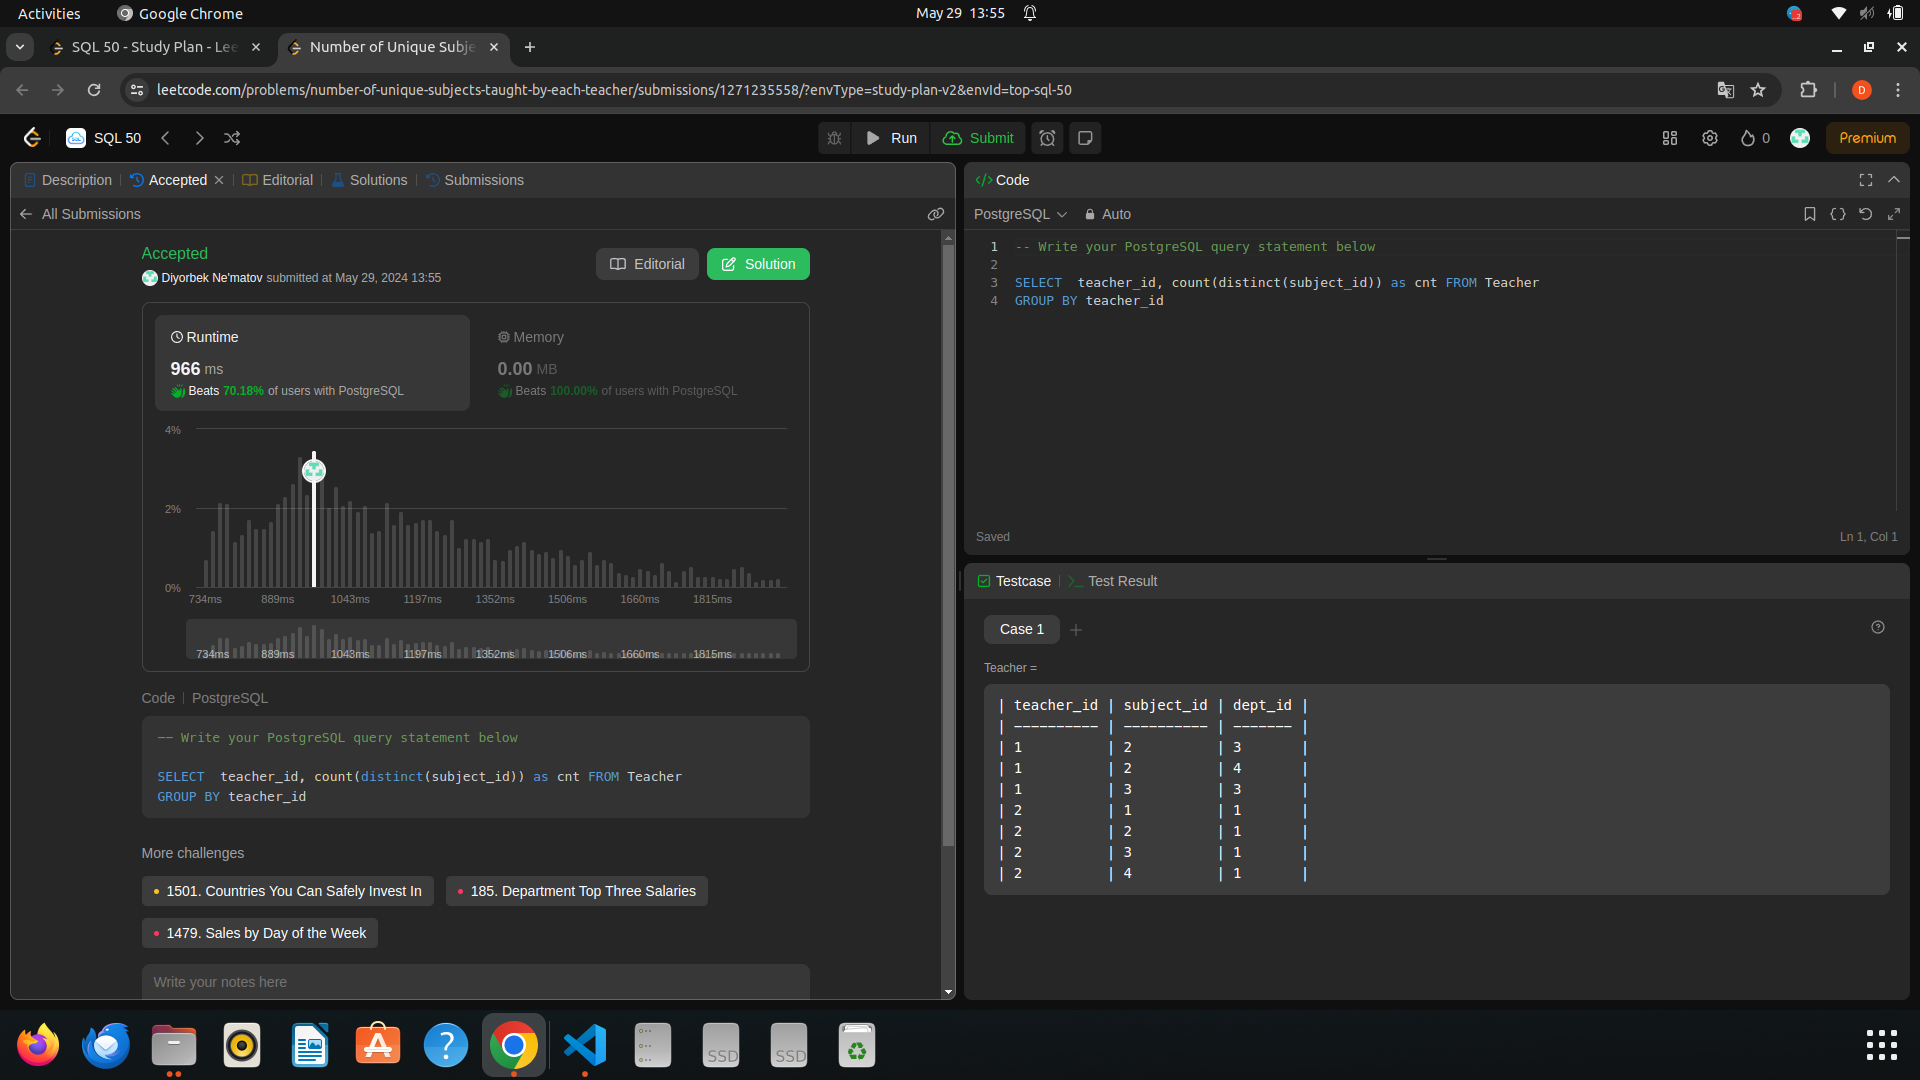 Activities
Google Chrome
May 29 13:55
SQL 50 - Study Plan - Lee
Number of Unique Subje
leetcode.com/problems/number-of-unique-subjects-taught-by-each-teacher/submissions/1271235558/?envType=study-plan-v2&envId=top-sql-50
D
SQL 50
Run
Submit
0
Premium
Description
Accepted
Editorial
Solutions
Submissions
All Submissions
Accepted
Diyorbek Ne'matov submitted at May 29, 2024 13:55
Editorial
Solution
Runtime
966 ms
Beats 70.18% of users with PostgreSQL
Memory
0.00 MB
Beats 100.00% of users with PostgreSQL
4%
2%
0%
734ms 889ms 1043ms 1197ms 1352ms 1506ms 1660ms 1815ms
734ms 889ms 1043ms 1197ms 1352ms 1506ms 1660ms 1815ms
Code | PostgreSQL
-- Write your PostgreSQL query statement below
SELECT  teacher_id, count(distinct(subject_id)) as cnt FROM Teacher
GROUP BY teacher_id
More challenges
1501. Countries You Can Safely Invest In
185. Department Top Three Salaries
1479. Sales by Day of the Week
Write your notes here
</> Code
PostgreSQL
Auto
1 -- Write your PostgreSQL query statement below
2
3 SELECT  teacher_id, count(distinct(subject_id)) as cnt FROM Teacher
4 GROUP BY teacher_id
Saved
Ln 1, Col 1
Testcase
>_ Test Result
Case 1
Teacher =
| teacher_id | subject_id | dept_id |
| ---------- | ---------- | ------- |
| 1 | 2 | 3 |
| 1 | 2 | 4 |
| 1 | 3 | 3 |
| 2 | 1 | 1 |
| 2 | 2 | 1 |
| 2 | 3 | 1 |
| 2 | 4 | 1 |
SSD
SSD